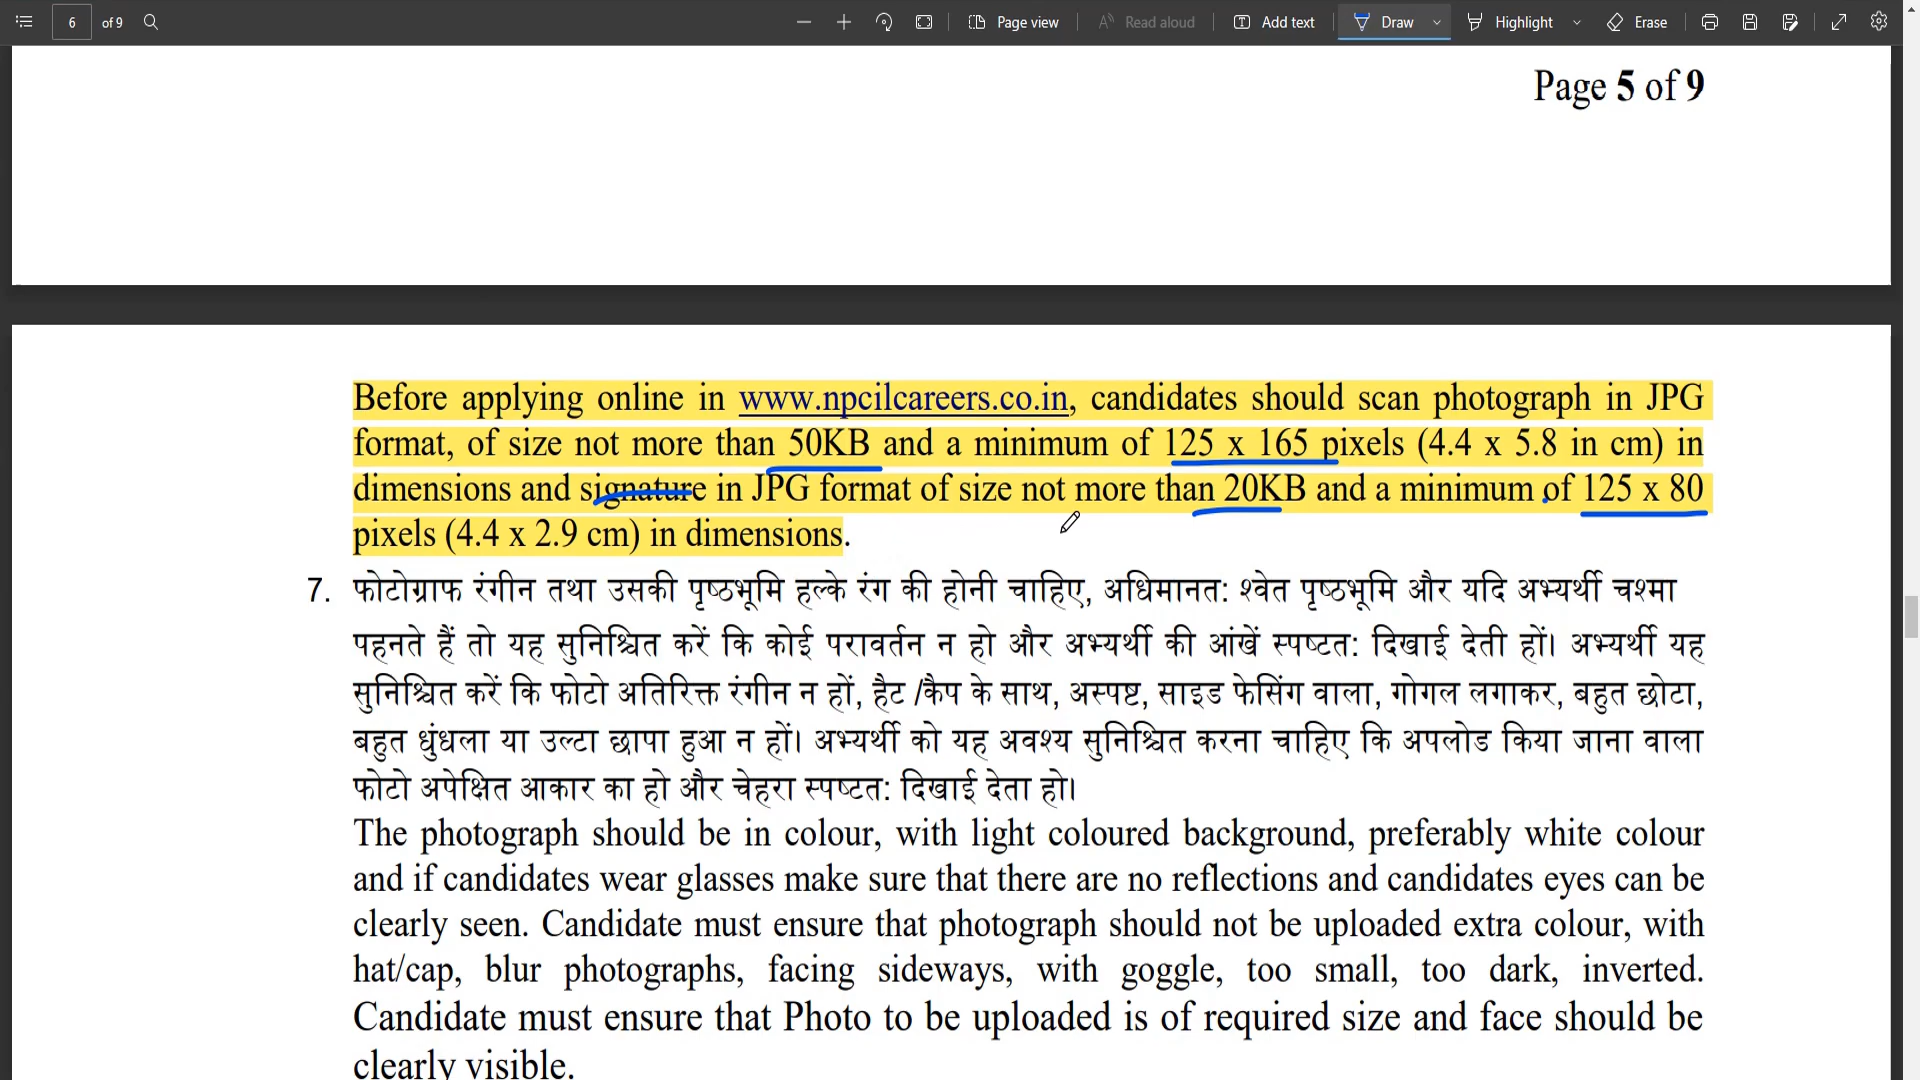 6 of 9 Page view Read aloud Add text Draw Highlight Erase
Page 5 of 9
Before applying online in www.npcilcareers.co.in, candidates should scan photograph in JPG
format, of size not more than 50KB and a minimum of 125 x 165 pixels (4.4 x 5.8 in cm) in
dimensions and signature in JPG format of size not more than 20KB and a minimum of 125 x 80
pixels (4.4 x 2.9 cm) in dimensions.
7. फोटोग्राफ रंगीन तथा उसकी पृष्ठभूमि हल्के रंग की होनी चाहिए, अधिमानत: श्वेत पृष्ठभूमि और यदि अभ्यर्थी चश्मा
पहनते हैं तो यह सुनिश्चित करें कि कोई परावर्तन न हो और अभ्यर्थी की आंखें स्पष्टत: दिखाई देती हों। अभ्यर्थी यह
सुनिश्चित करें कि फोटो अतिरिक्त रंगीन न हों, हैट /कैप के साथ, अस्पष्ट, साइड फेसिंग वाला, गोगल लगाकर, बहुत छोटा,
बहुत धुंधला या उल्टा छापा हुआ न हों। अभ्यर्थी को यह अवश्य सुनिश्चित करना चाहिए कि अपलोड किया जाना वाला
फोटो अपेक्षित आकार का हो और चेहरा स्पष्टत: दिखाई देता हो।
The photograph should be in colour, with light coloured background, preferably white colour
and if candidates wear glasses make sure that there are no reflections and candidates eyes can be
clearly seen. Candidate must ensure that photograph should not be uploaded extra colour, with
hat/cap, blur photographs, facing sideways, with goggle, too small, too dark, inverted.
Candidate must ensure that Photo to be uploaded is of required size and face should be
clearly visible.